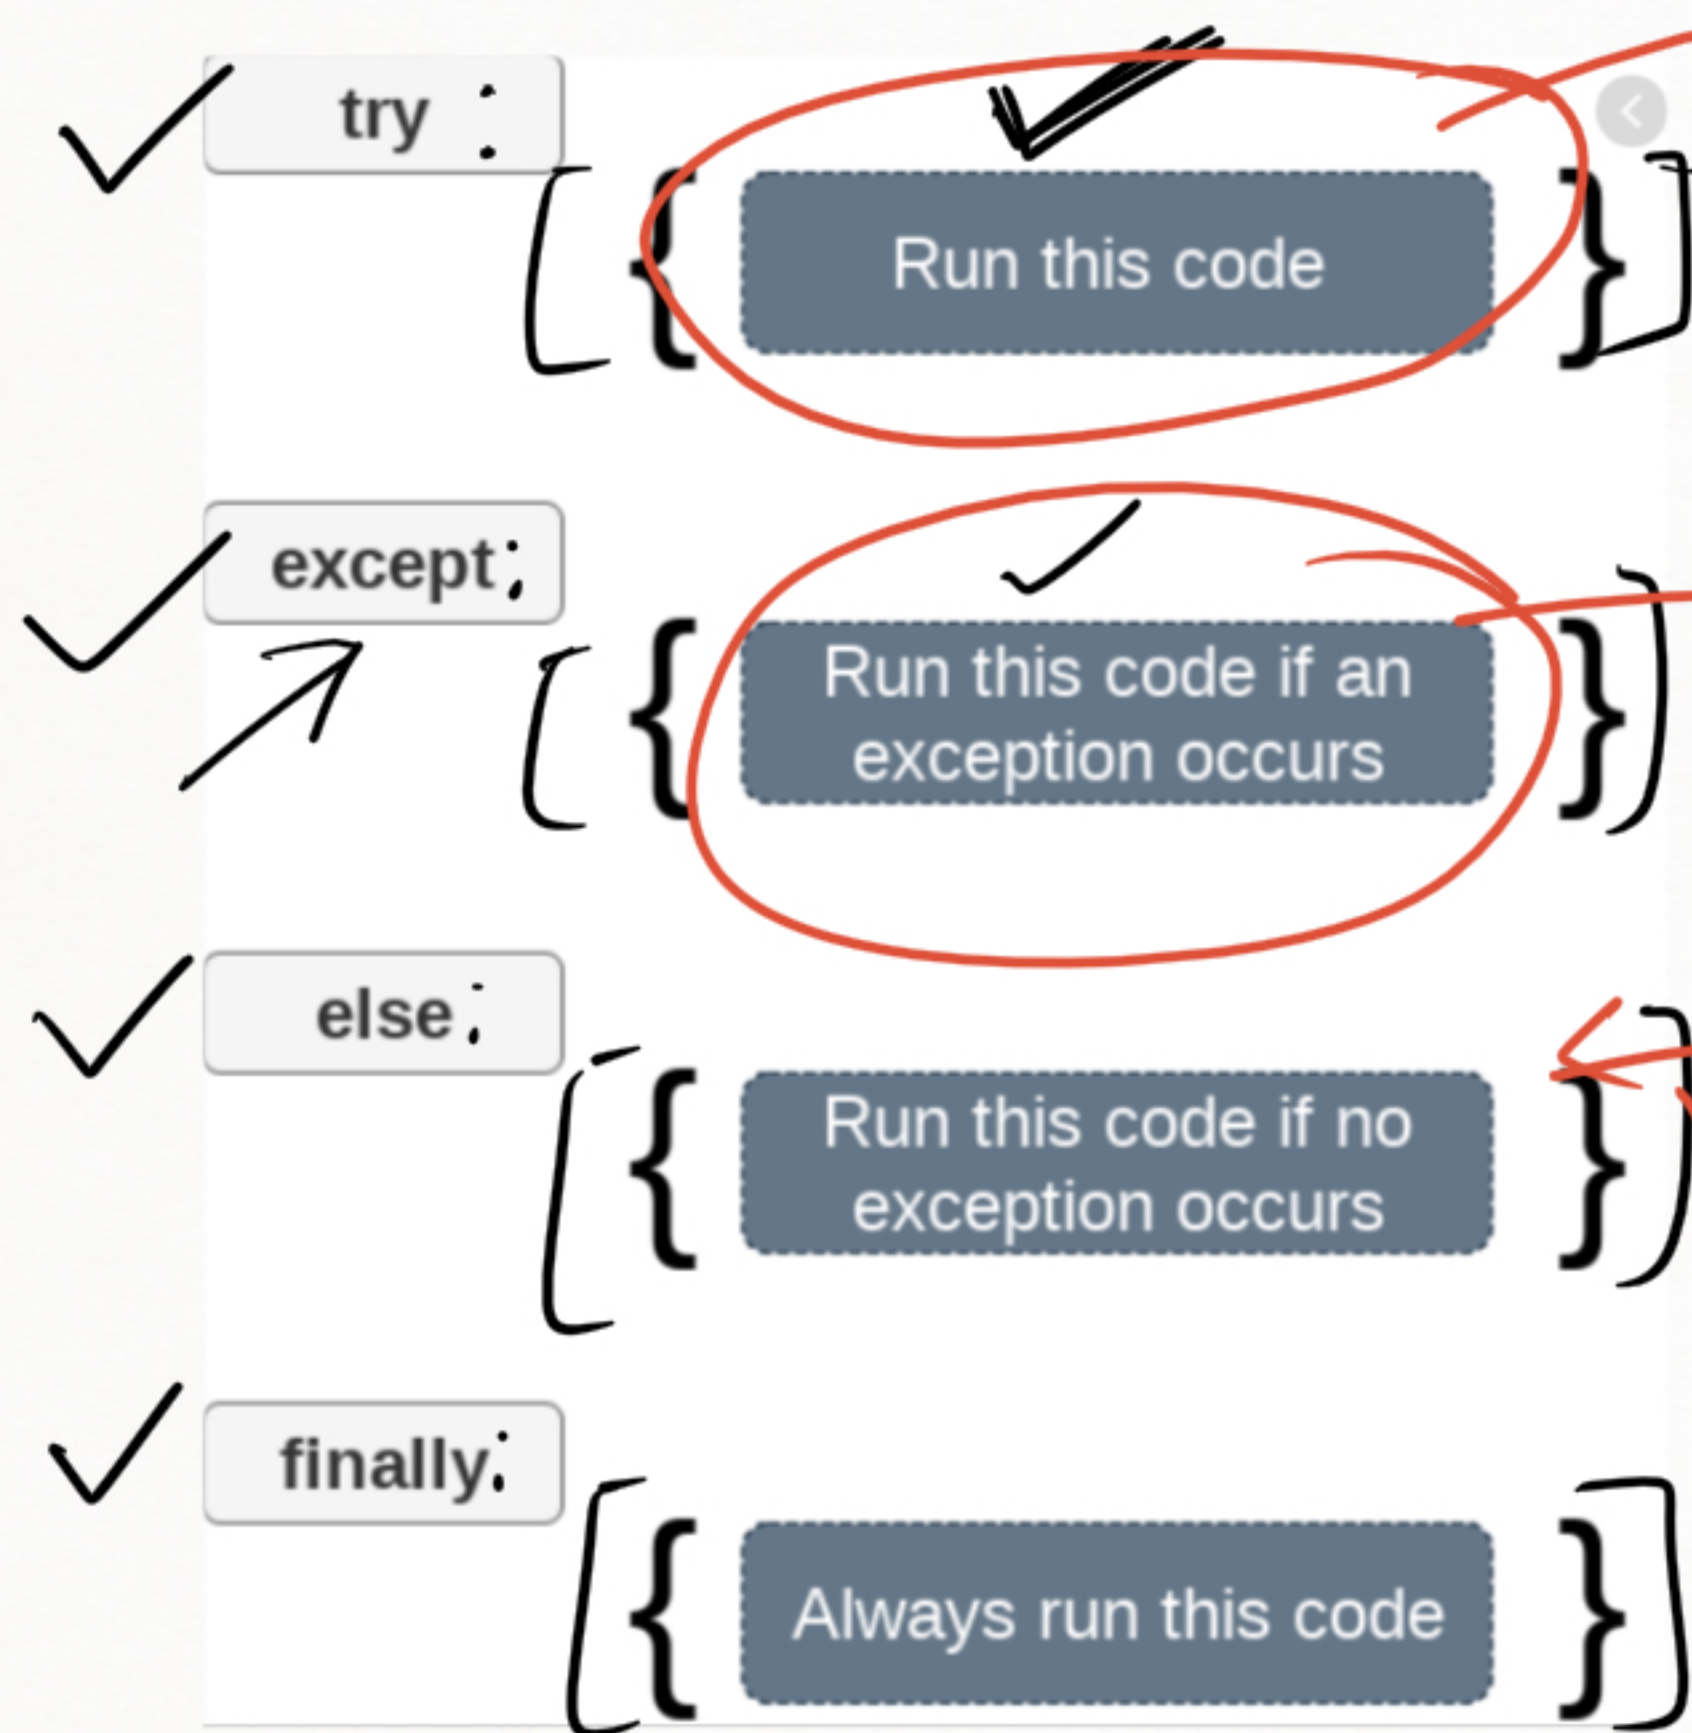 try :
Run this code
except :
Run this code if an
exception occurs
else :
Run this code if no
exception occurs
finally :
Always run this code